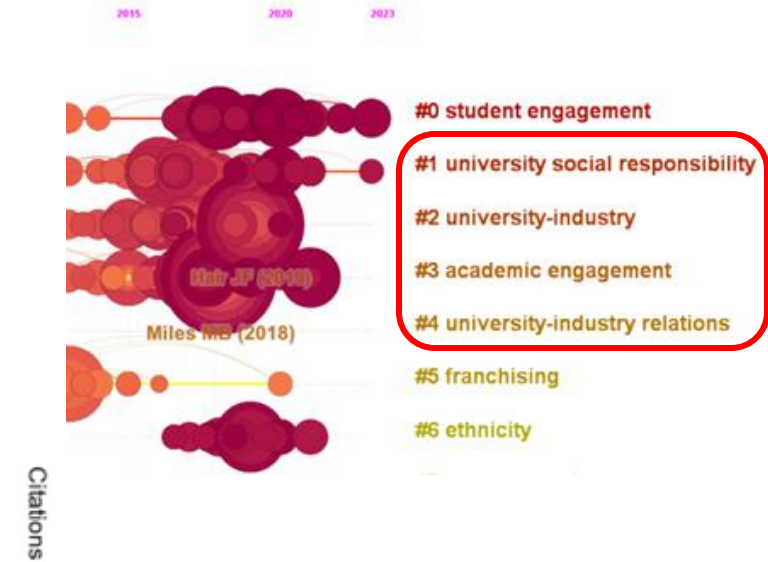 2015 2020 2023
#0 student engagement
#1 university social responsibility
#2 university-industry
#3 academic engagement
Hair JF (2019)
#4 university-industry relations
Miles MB (2018)
#5 franchising
#6 ethnicity
Citations